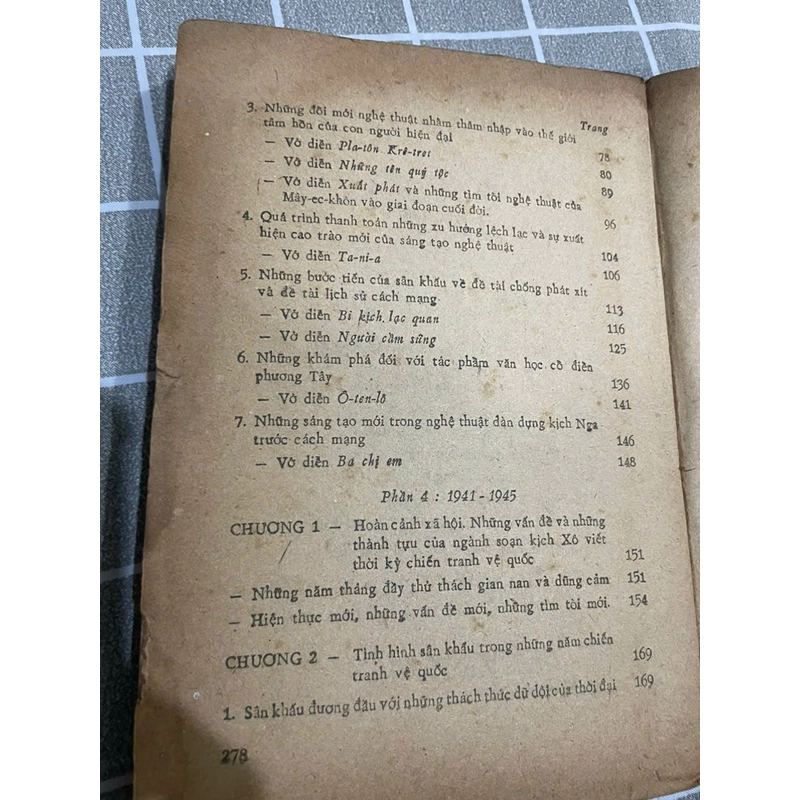 Trang
3. Những đổi mới nghệ thuật nhằm thâm nhập vào thế giới
tâm hồn của con người hiện đại 78
— Vở diễn Pla-tôn Krê-tret 80
— Vở diễn Những tên quý tộc 89
— Vở diễn Xuất phát và những tìm tòi nghệ thuật của
Mây-ec-khôn vào giai đoạn cuối đời. 96
4. Quá trình thanh toán những xu hướng lệch lạc và sự xuất
hiện cao trào mới của sáng tạo nghệ thuật 104
— Vở diễn Ta-ni-a 106
5. Những bước tiến của sân khấu về đề tài chống phát xít
và đề tài lịch sử cách mạng 113
— Vở diễn Bi kịch lạc quan 116
— Vở diễn Người cầm súng 125
6. Những khám phá đối với tác phẩm văn học cổ điển
phương Tây 136
— Vở diễn Ô-ten-lô 141
7. Những sáng tạo mới trong nghệ thuật dàn dựng kịch Nga
trước cách mạng 146
— Vở diễn Ba chị em 148
Phần 4 : 1941 - 1945
CHƯƠNG 1 — Hoàn cảnh xã hội. Những vấn đề và những
thành tựu của ngành soạn kịch Xô viết
thời kỳ chiến tranh vệ quốc 151
— Những năm tháng đầy thử thách gian nan và dũng cảm 151
— Hiện thực mới, những vấn đề mới, những tìm tòi mới. 154
CHƯƠNG 2 — Tình hình sân khấu trong những năm chiến
tranh vệ quốc 169
1. Sân khấu đương đầu với những thách thức dữ dội của thời đại 169
278